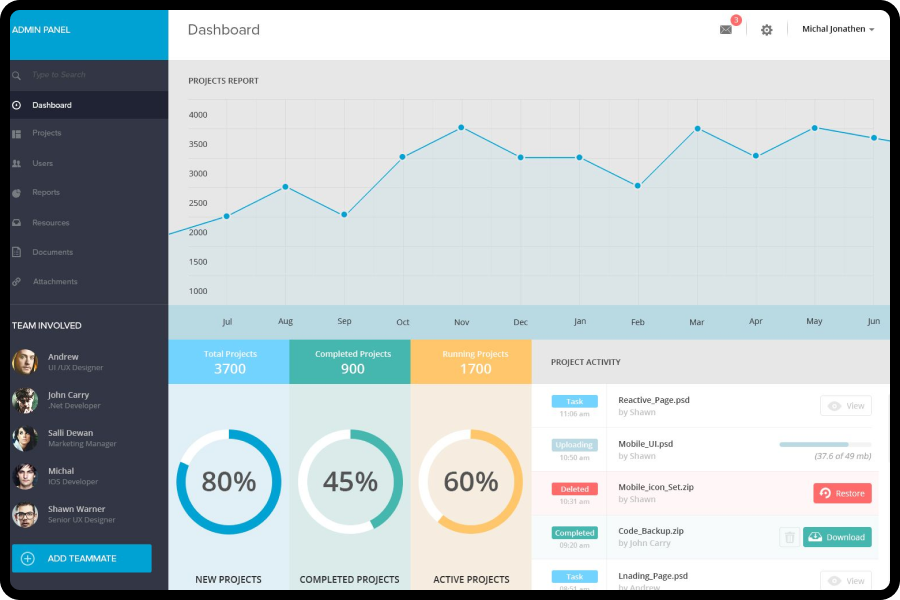 ADMIN PANEL
Dashboard
3
Michal Jonathen
Type to Search
Dashboard
Projects
Users
Reports
Resources
Documents
Attachments
TEAM INVOLVED
Andrew
UI /UX Designer
John Carry
.Net Developer
Salli Dewan
Marketing Manager
Michal
IOS Developer
Shawn Warner
Senior UX Designer
ADD TEAMMATE
PROJECTS REPORT
4000
3500
3000
2500
2000
1500
1000
Jul Aug Sep Oct Nov Dec Jan Feb Mar Apr May Jun
Total Projects
3700
Completed Projects
900
Running Projects
1700
80%
45%
60%
NEW PROJECTS
COMPLETED PROJECTS
ACTIVE PROJECTS
PROJECT ACTIVITY
Task
11:06 am
Reactive_Page.psd
by Shawn
View
Uploading
10:50 am
Mobile_UI.psd
by Shawn
(37.6 of 49 mb)
Deleted
10:31 am
Mobile_icon_Set.zip
by Shawn
Restore
Completed
09:20 am
Code_Backup.zip
by John Carry
Download
Task
08:51 am
Lnading_Page.psd
by Andrew
View